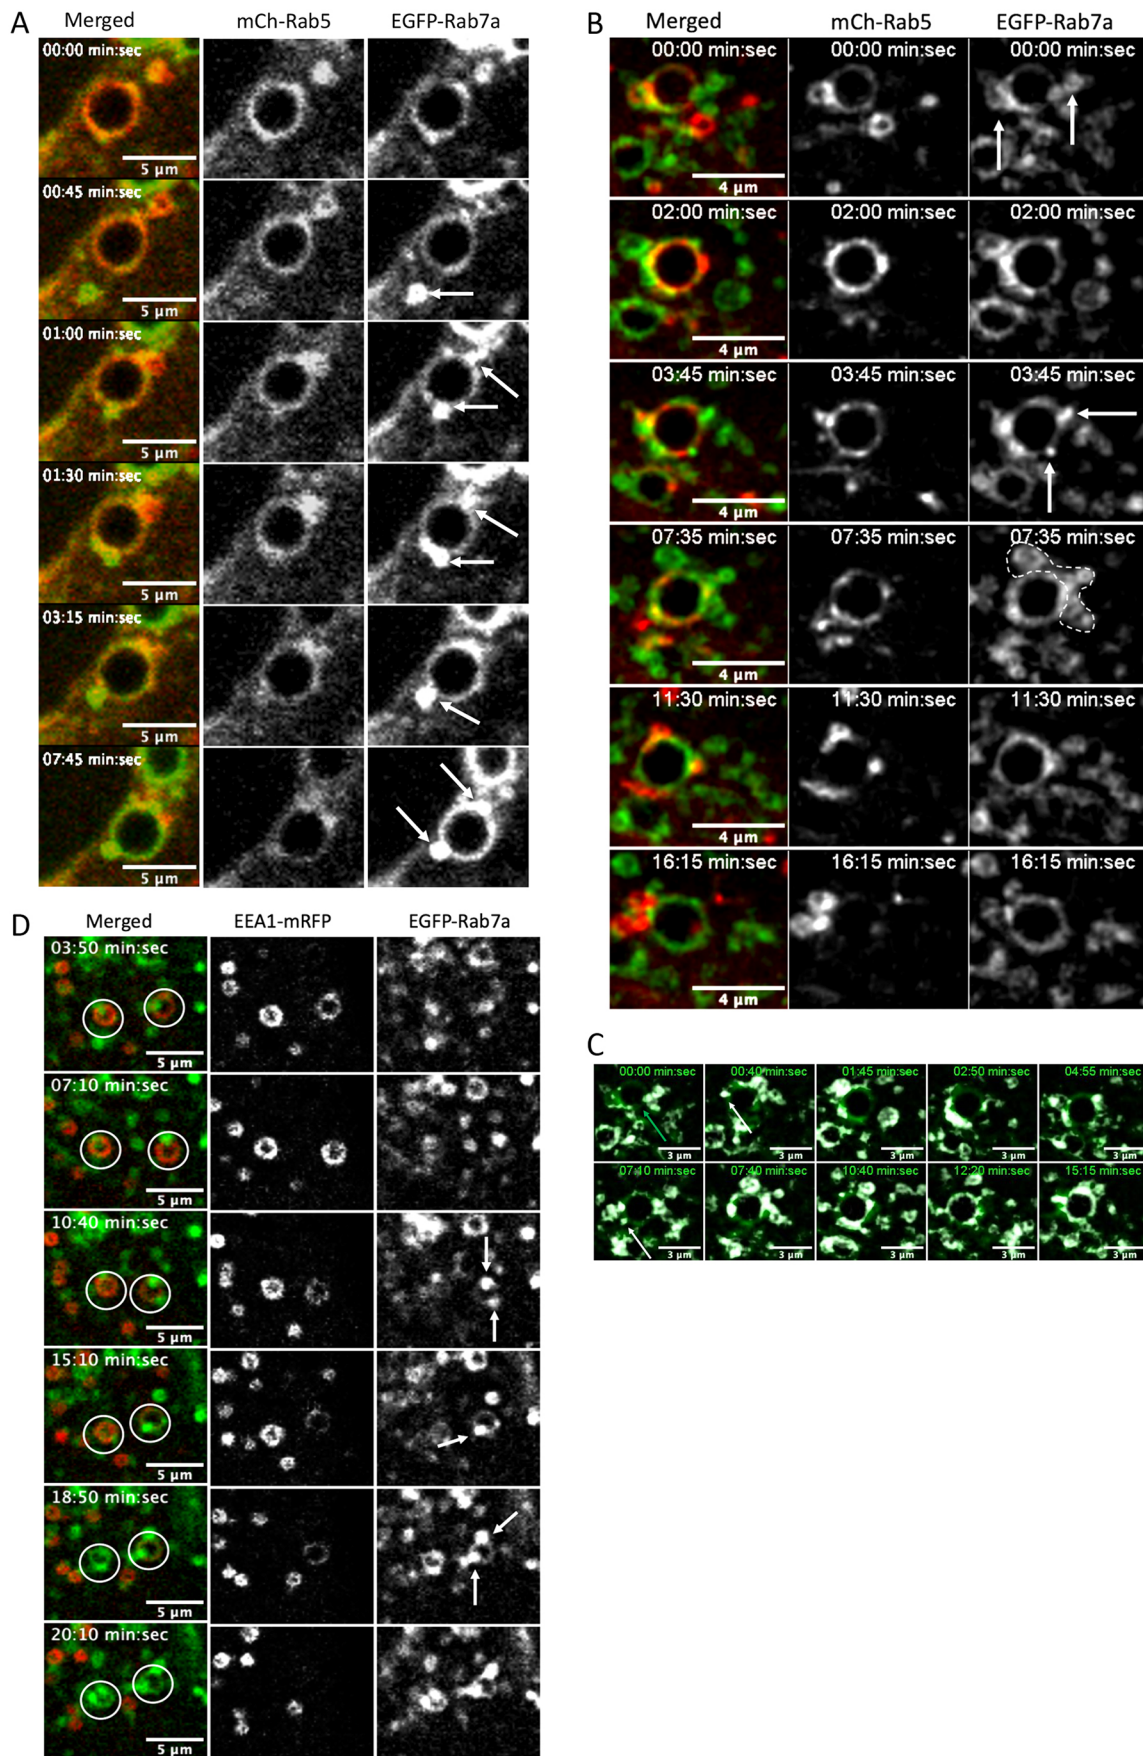 A
Merged mCh-Rab5 EGFP-Rab7a
00:00 min:sec
5 µm
00:45 min:sec
5 µm
01:00 min:sec
5 µm
01:30 min:sec
5 µm
03:15 min:sec
5 µm
07:45 min:sec
5 µm
B
Merged mCh-Rab5 EGFP-Rab7a
00:00 min:sec 00:00 min:sec 00:00 min:sec
4 µm
02:00 min:sec 02:00 min:sec 02:00 min:sec
4 µm
03:45 min:sec 03:45 min:sec 03:45 min:sec
4 µm
07:35 min:sec 07:35 min:sec 07:35 min:sec
4 µm
11:30 min:sec 11:30 min:sec 11:30 min:sec
4 µm
16:15 min:sec 16:15 min:sec 16:15 min:sec
4 µm
C
00:00 min:sec 00:40 min:sec 01:45 min:sec 02:50 min:sec 04:55 min:sec
3 µm 3 µm 3 µm 3 µm 3 µm
07:10 min:sec 07:40 min:sec 10:40 min:sec 12:20 min:sec 15:15 min:sec
3 µm 3 µm 3 µm 3 µm 3 µm
D
Merged EEA1-mRFP EGFP-Rab7a
03:50 min:sec
5 µm
07:10 min:sec
5 µm
10:40 min:sec
5 µm
15:10 min:sec
5 µm
18:50 min:sec
5 µm
20:10 min:sec
5 µm